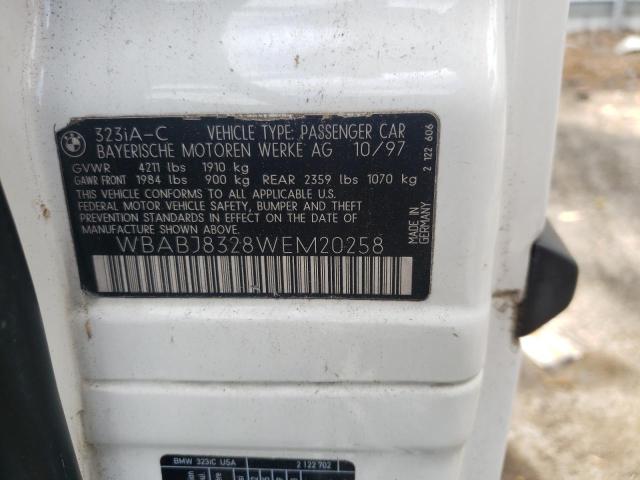 323iA-C VEHICLE TYPE: PASSENGER CAR
BAYERISCHE MOTOREN WERKE AG 10/97
GVWR 4211 lbs 1910 kg
GAWR FRONT 1984 lbs 900 kg REAR 2359 lbs 1070 kg
THIS VEHICLE CONFORMS TO ALL APPLICABLE U.S.
FEDERAL MOTOR VEHICLE SAFETY, BUMPER AND THEFT
PREVENTION STANDARDS IN EFFECT ON THE DATE OF
MANUFACTURE SHOWN ABOVE.
WBABJ8328WEM20258
2 122 606
MADE IN
GERMANY
BMW 323iC USA 2 122 702